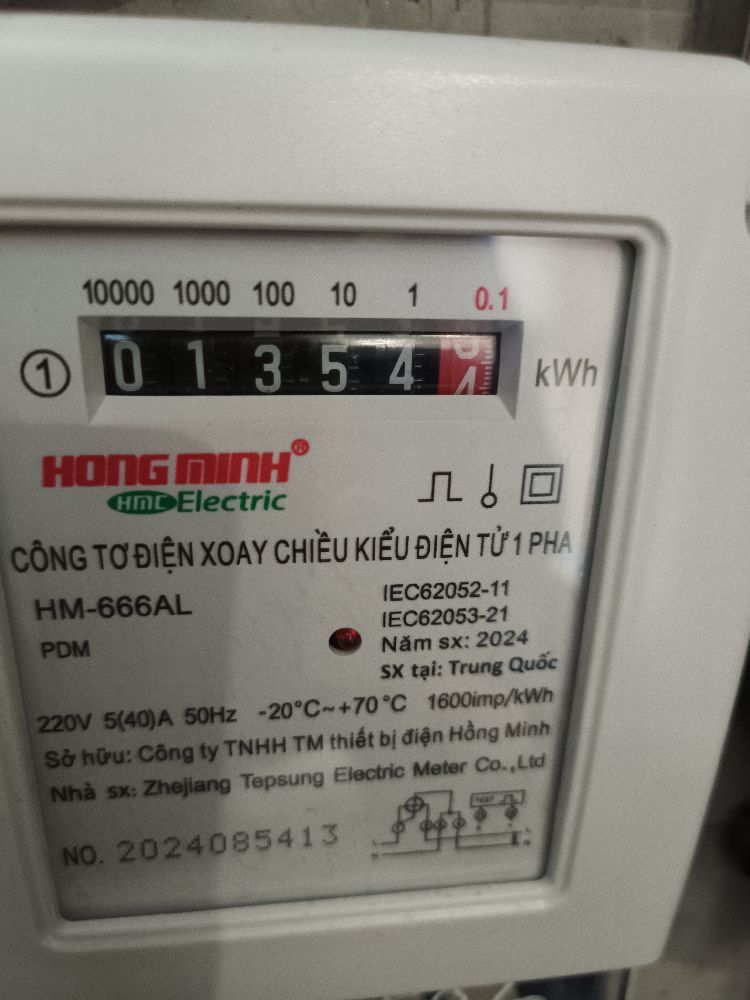 10000 1000 100 10 1 0.1
1 0 1 3 5 4 kWh
HONG MINH®
HMC Electric
CÔNG TƠ ĐIỆN XOAY CHIỀU KIỂU ĐIỆN TỬ 1 PHA
HM-666AL
IEC62052-11
IEC62053-21
PDM
Năm sx: 2024
SX tại: Trung Quốc
220V 5(40)A 50Hz -20°C~+70°C 1600imp/kWh
Sở hữu: Công ty TNHH TM thiết bị điện Hồng Minh
Nhà sx: Zhejiang Tepsung Electric Meter Co.,Ltd
TEST
NO. 2024085413